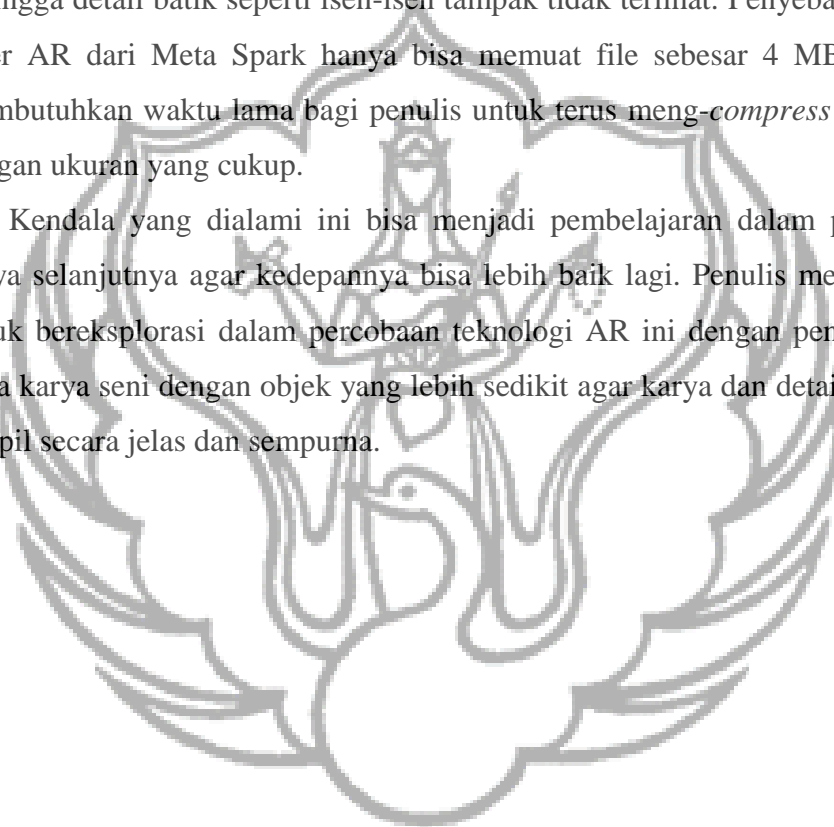 ngga detail batik seperti isen-isen tampak tidak terlihat. Penyeba
er AR dari Meta Spark hanya bisa memuat file sebesar 4 MB
mbutuhkan waktu lama bagi penulis untuk terus meng-compress
gan ukuran yang cukup.
Kendala yang dialami ini bisa menjadi pembelajaran dalam p
ya selanjutnya agar kedepannya bisa lebih baik lagi. Penulis me
uk bereksplorasi dalam percobaan teknologi AR ini dengan pen
a karya seni dengan objek yang lebih sedikit agar karya dan detai
pil secara jelas dan sempurna.